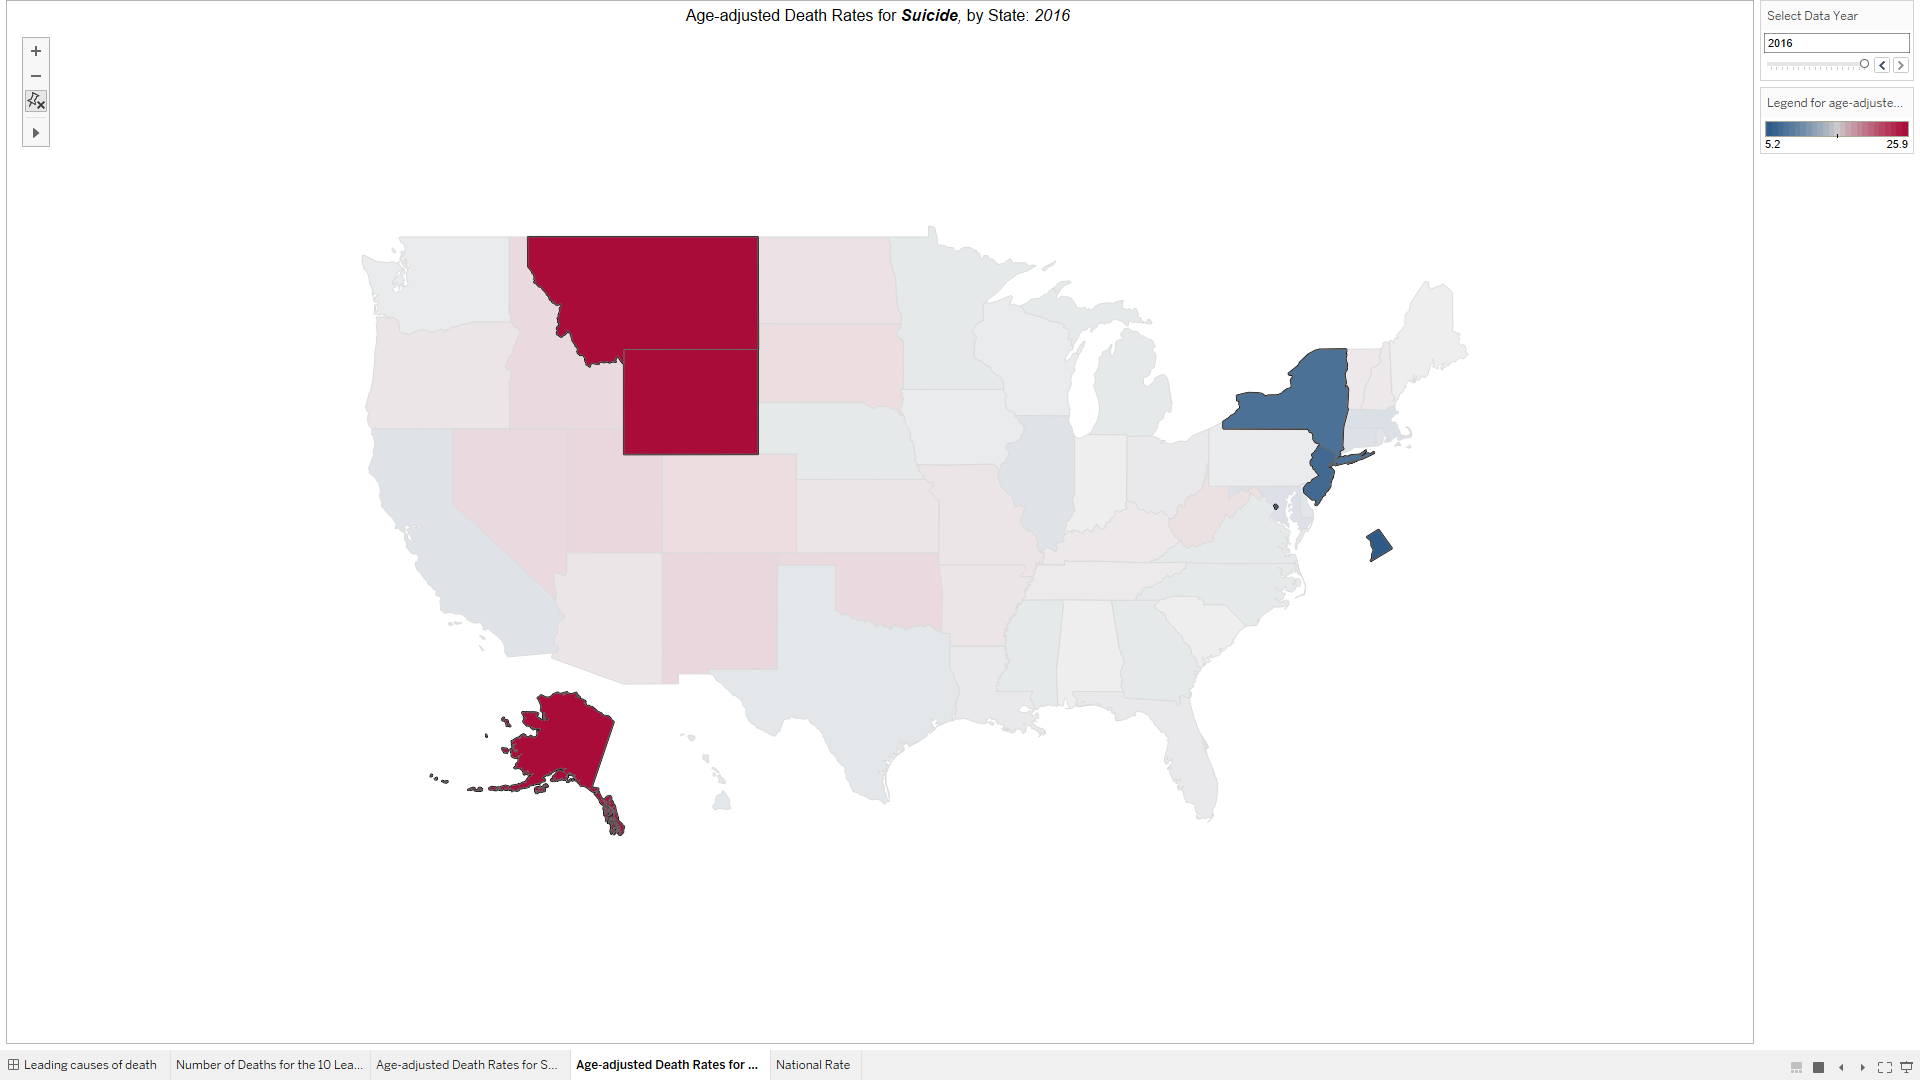 Age-adjusted Death Rates for Suicide, by State: 2016
Select Data Year
2016
Legend for age-adjuste...
5.2
25.9
Leading causes of death
Number of Deaths for the 10 Lea...
Age-adjusted Death Rates for S...
Age-adjusted Death Rates for ...
National Rate